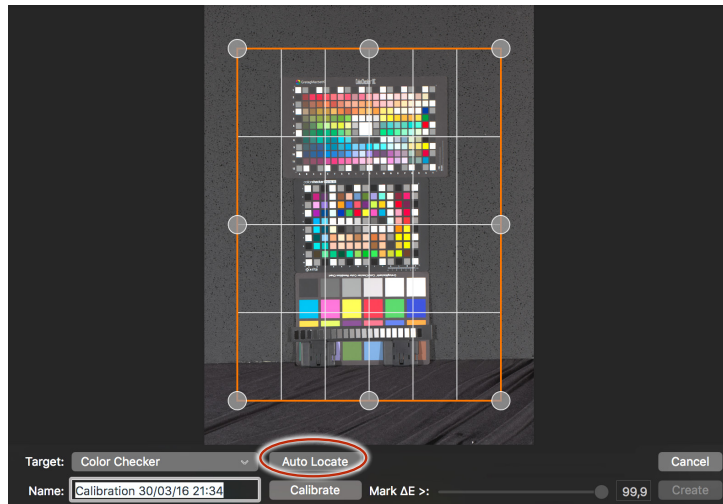 Target: Color Checker Auto Locate Cancel
Name: Calibration 30/03/16 21:34 Calibrate Mark ΔE >: 99,9 Create